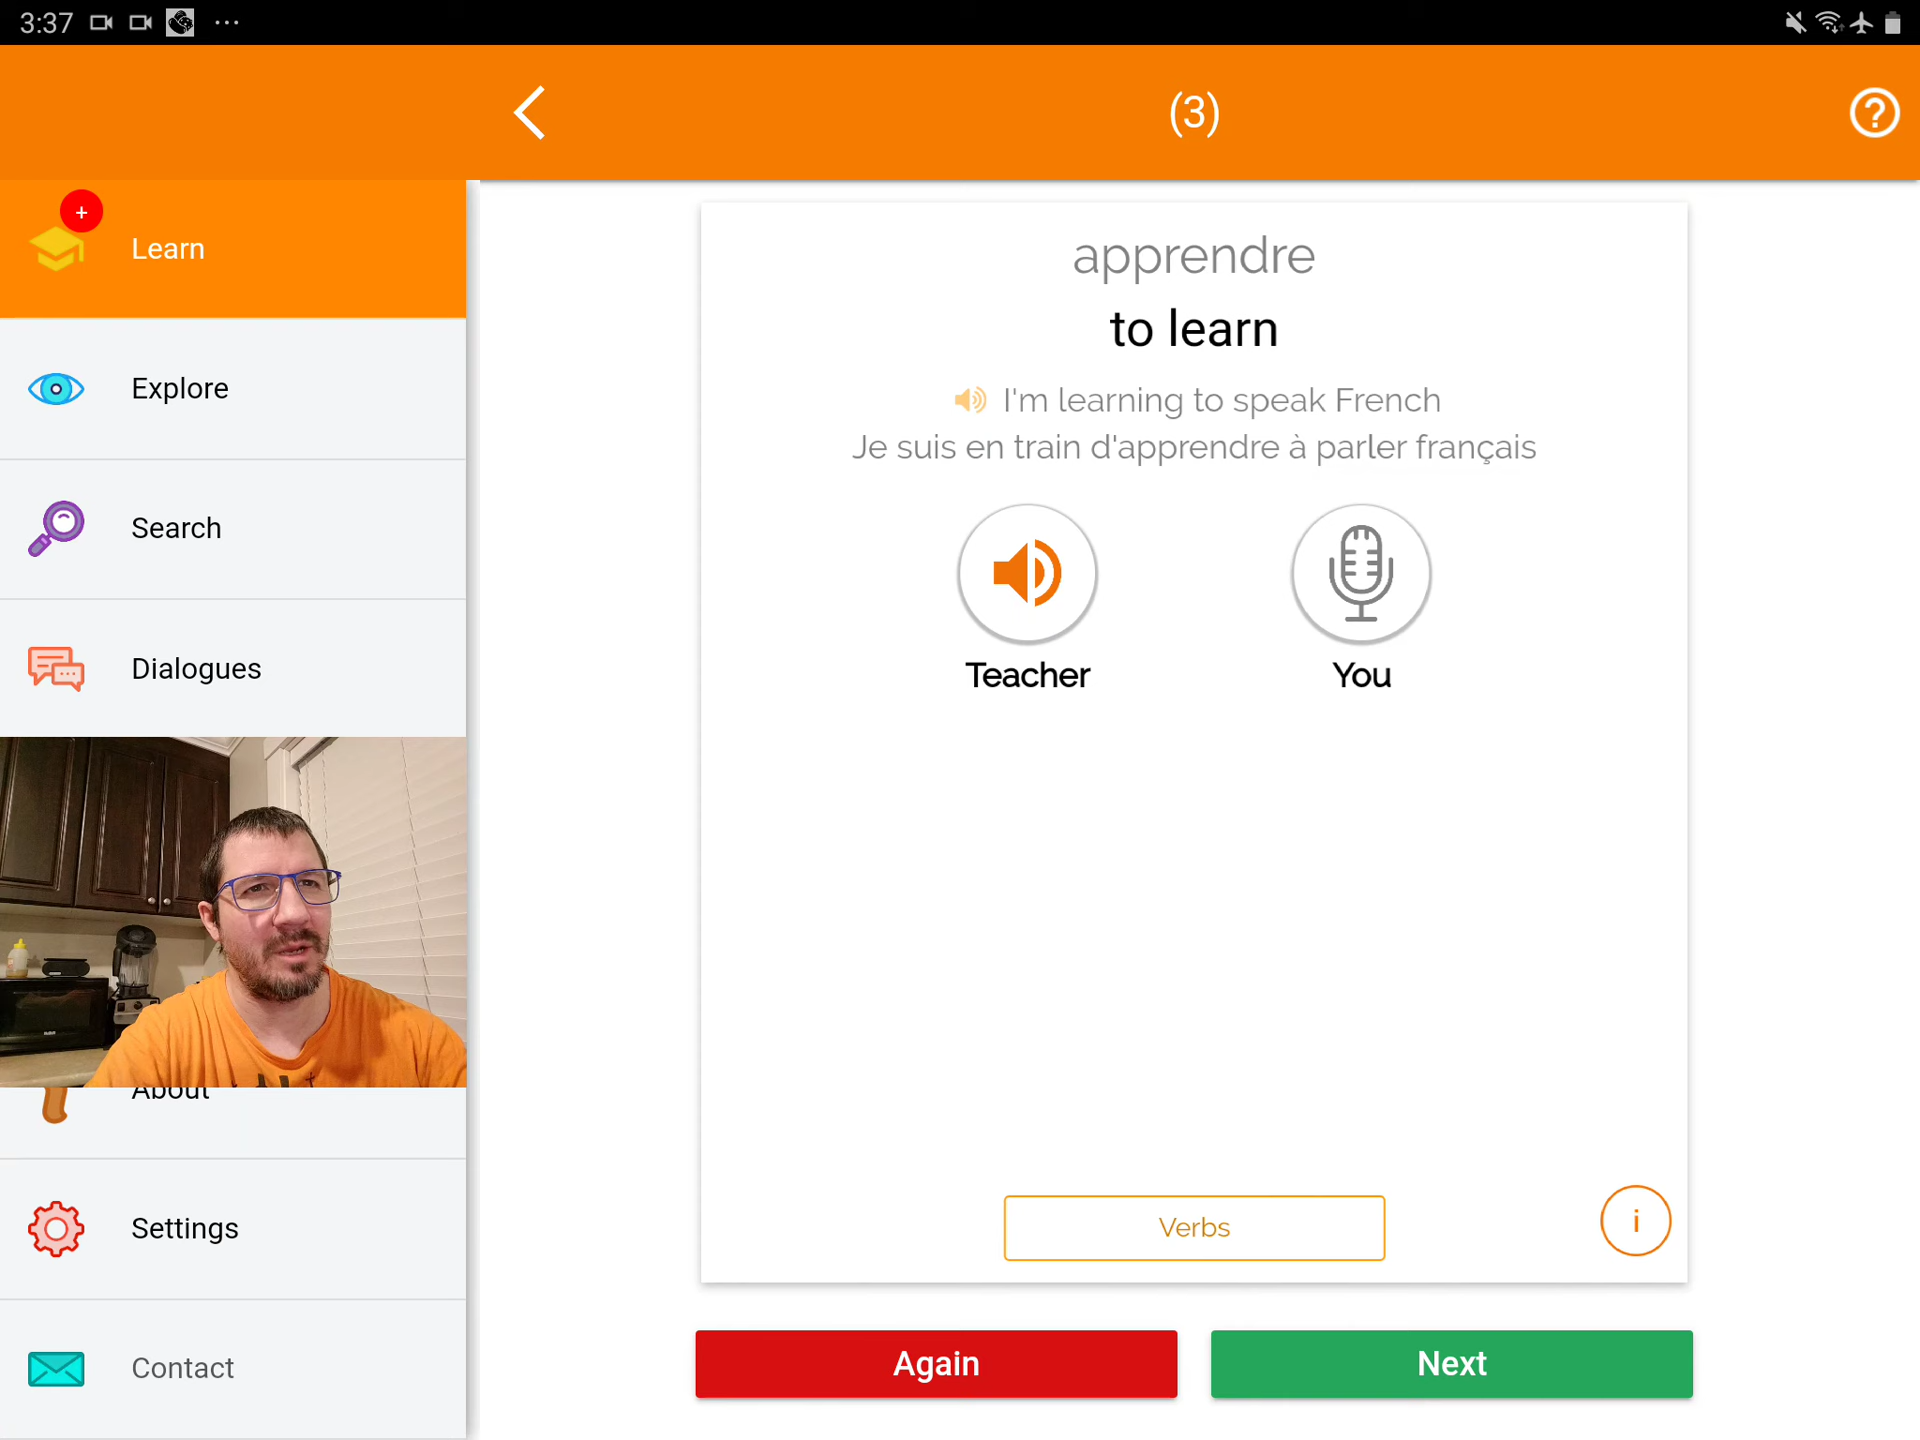 3:37
(3)
?
+
Learn
Explore
Search
Dialogues
About
Settings
Contact
apprendre
to learn
I'm learning to speak French
Je suis en train d'apprendre à parler français
Teacher
You
Verbs
i
Again
Next